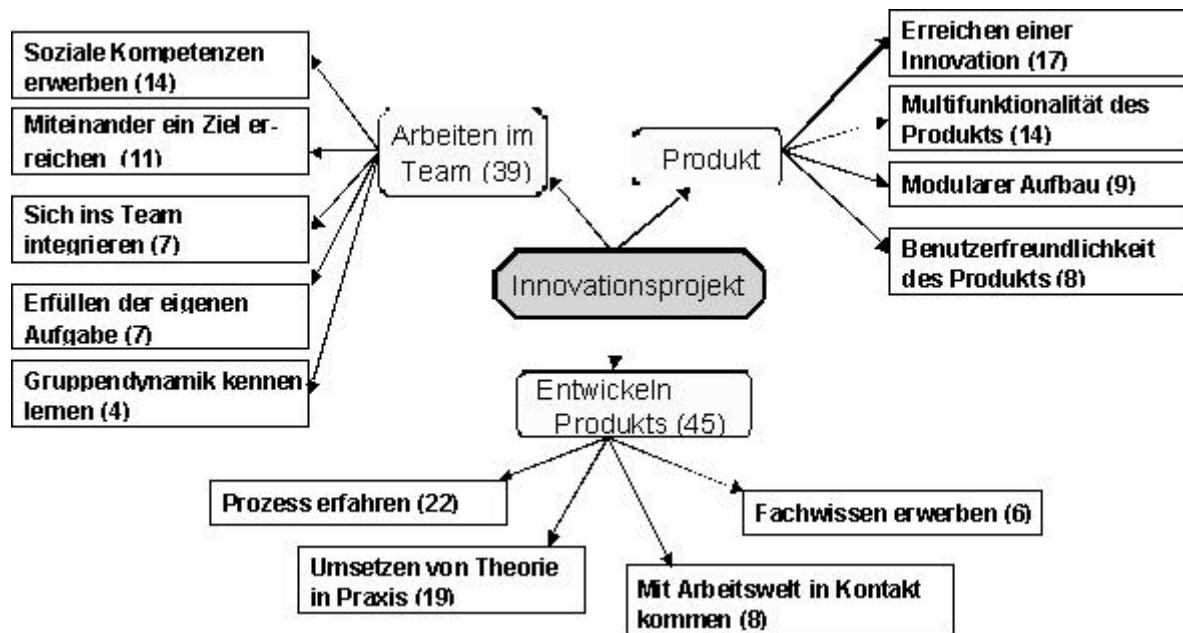 Soziale Kompetenzen
erwerben (14)
Miteinander ein Ziel er-
reichen (11)
Sich ins Team
integrieren (7)
Erfüllen der eigenen
Aufgabe (7)
Gruppendynamik kennen
lernen (4)
Arbeiten im
Team (39)
Produkt
Erreichen einer
Innovation (17)
Multifunktionalität des
Produkts (14)
Modularer Aufbau (9)
Benutzerfreundlichkeit
des Produkts (8)
Innovationsprojekt
Entwickeln
Produkts (45)
Prozess erfahren (22)
Umsetzen von Theorie
in Praxis (19)
Mit Arbeitswelt in Kontakt
kommen (8)
Fachwissen erwerben (6)